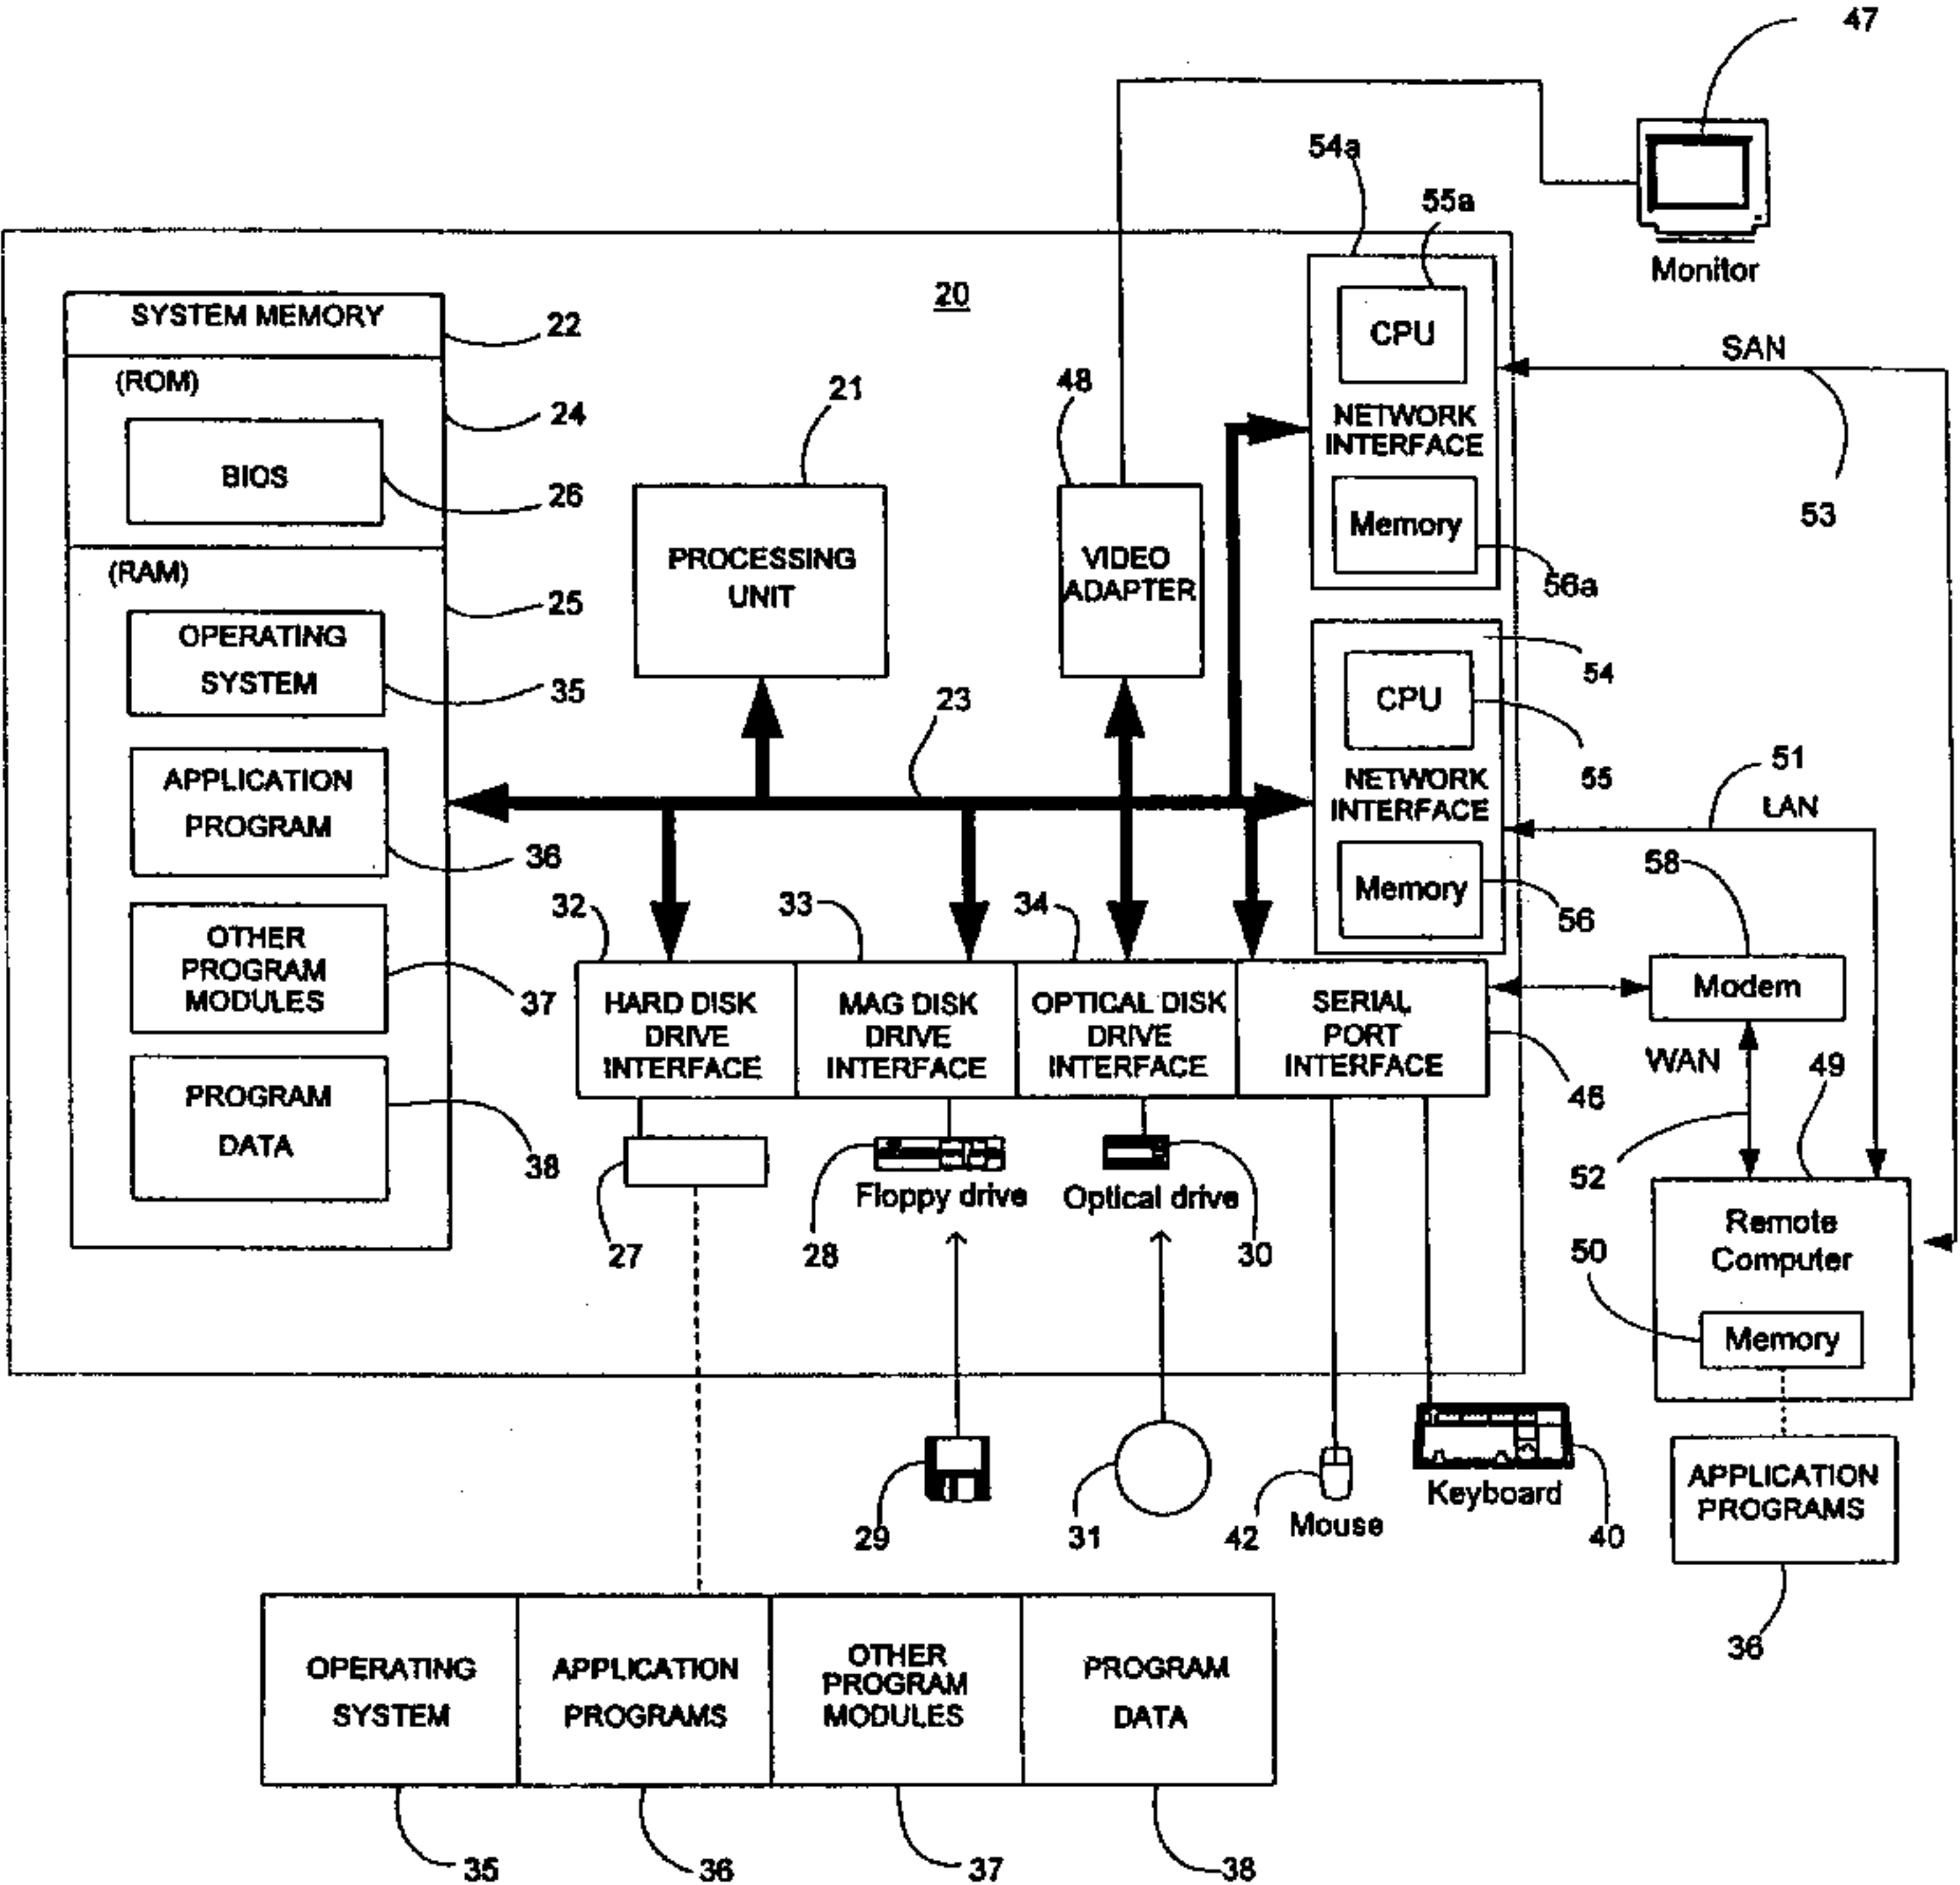 47
54a
55a
Monitor
20
SYSTEM MEMORY
22
CPU
SAN
(ROM)
24
21
48
NETWORK
INTERFACE
BIOS
26
53
Memory
PROCESSING
UNIT
VIDEO
ADAPTER
56a
(RAM)
25
OPERATING
SYSTEM
35
54
CPU
23
55
51
LAN
APPLICATION
PROGRAM
36
NETWORK
INTERFACE
58
32
33
34
Memory
56
OTHER
PROGRAM
MODULES
37
Modem
HARD DISK
DRIVE
INTERFACE
MAG DISK
DRIVE
INTERFACE
OPTICAL DISK
DRIVE
INTERFACE
SERIAL
PORT
INTERFACE
46
WAN
49
PROGRAM
DATA
38
52
Floppy drive
Optical drive
27
28
30
Remote
Computer
50
Memory
29
31
42
Mouse
Keyboard
40
APPLICATION
PROGRAMS
36
OPERATING
SYSTEM
APPLICATION
PROGRAMS
OTHER
PROGRAM
MODULES
PROGRAM
DATA
35
36
37
38